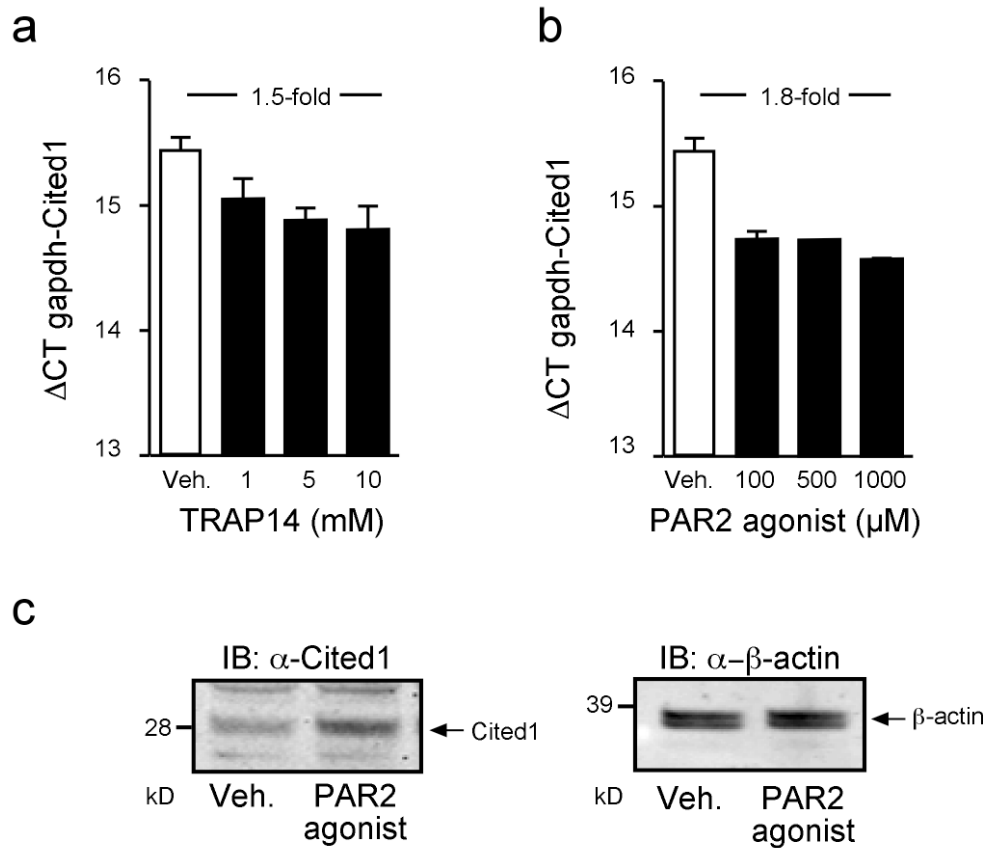 a
16
15
14
13
ΔCT gapdh-Cited1
1.5-fold
Veh. 1 5 10
TRAP14 (mM)
b
16
15
14
13
ΔCT gapdh-Cited1
1.8-fold
Veh. 100 500 1000
PAR2 agonist (μM)
c
IB: α-Cited1
28
Cited1
kD Veh. PAR2
agonist
IB: α–β-actin
39
β-actin
kD Veh. PAR2
agonist